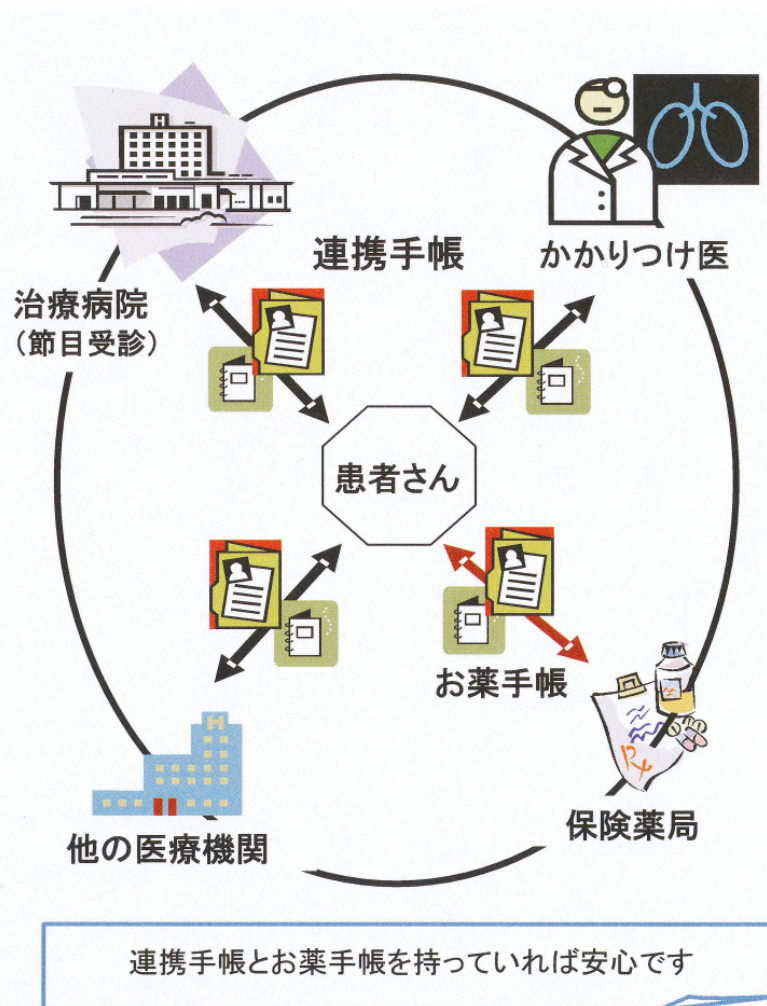 連携手帳
かかりつけ医
治療病院
(節目受診)
患者さん
お薬手帳
保険薬局
他の医療機関
連携手帳とお薬手帳を持っていれば安心です